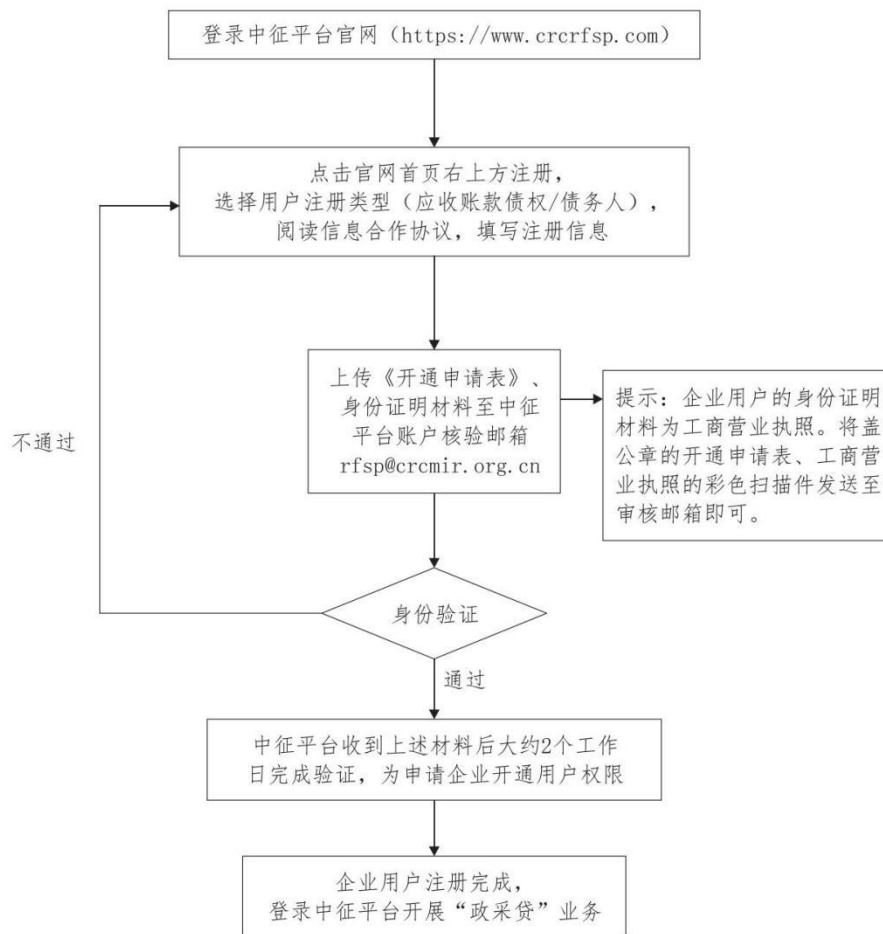 登录中征平台官网（https://www.crcrfsp.com）
点击官网首页右上方注册，
选择用户注册类型（应收账款债权/债务人），
阅读信息合作协议，填写注册信息
上传《开通申请表》、
身份证明材料至中征
平台账户核验邮箱
rfsp@crcmir.org.cn
提示：企业用户的身份证明
材料为工商营业执照。将盖
公章的开通申请表、工商营
业执照的彩色扫描件发送至
审核邮箱即可。
不通过
身份验证
通过
中征平台收到上述材料后大约2个工作
日完成验证，为申请企业开通用户权限
企业用户注册完成，
登录中征平台开展“政采贷”业务